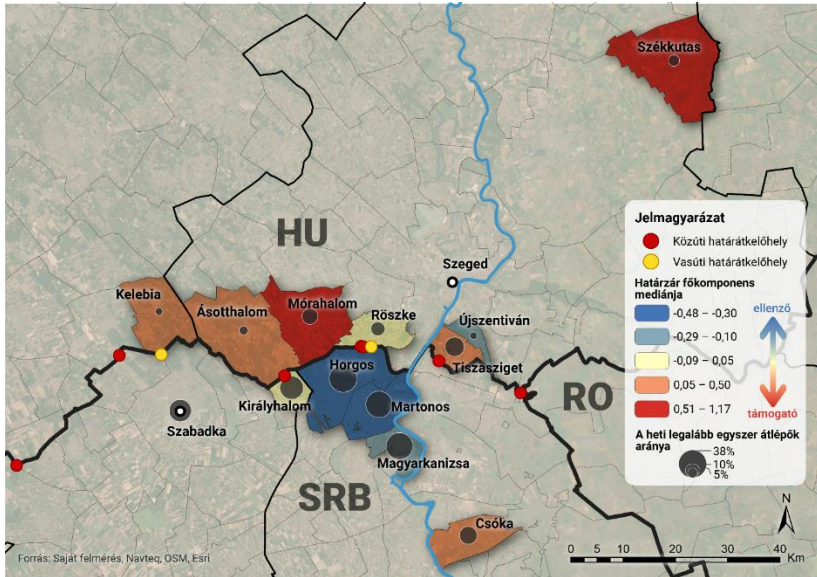 Székkutas
HU
Szeged
Kelebia
Ásotthalom
Mórahalom
Röszke
Újszentiván
Tiszasziget
Horgos
Királyhalom
Martonos
Szabadka
Magyarkanizsa
RO
SRB
Csóka
Jelmagyarázat
Közúti határátkelőhely
Vasúti határátkelőhely
Határzár főkomponens
mediánja
ellenző
-0,48 – -0,30
-0,29 – -0,10
-0,09 – 0,05
0,05 – 0,50
0,51 – 1,17
támogató
A heti legalább egyszer átlépők
aránya
38%
10%
5%
N
0 5 10 20 30 40
Km
Forrás: Saját felmérés, Navteq, OSM, Esri